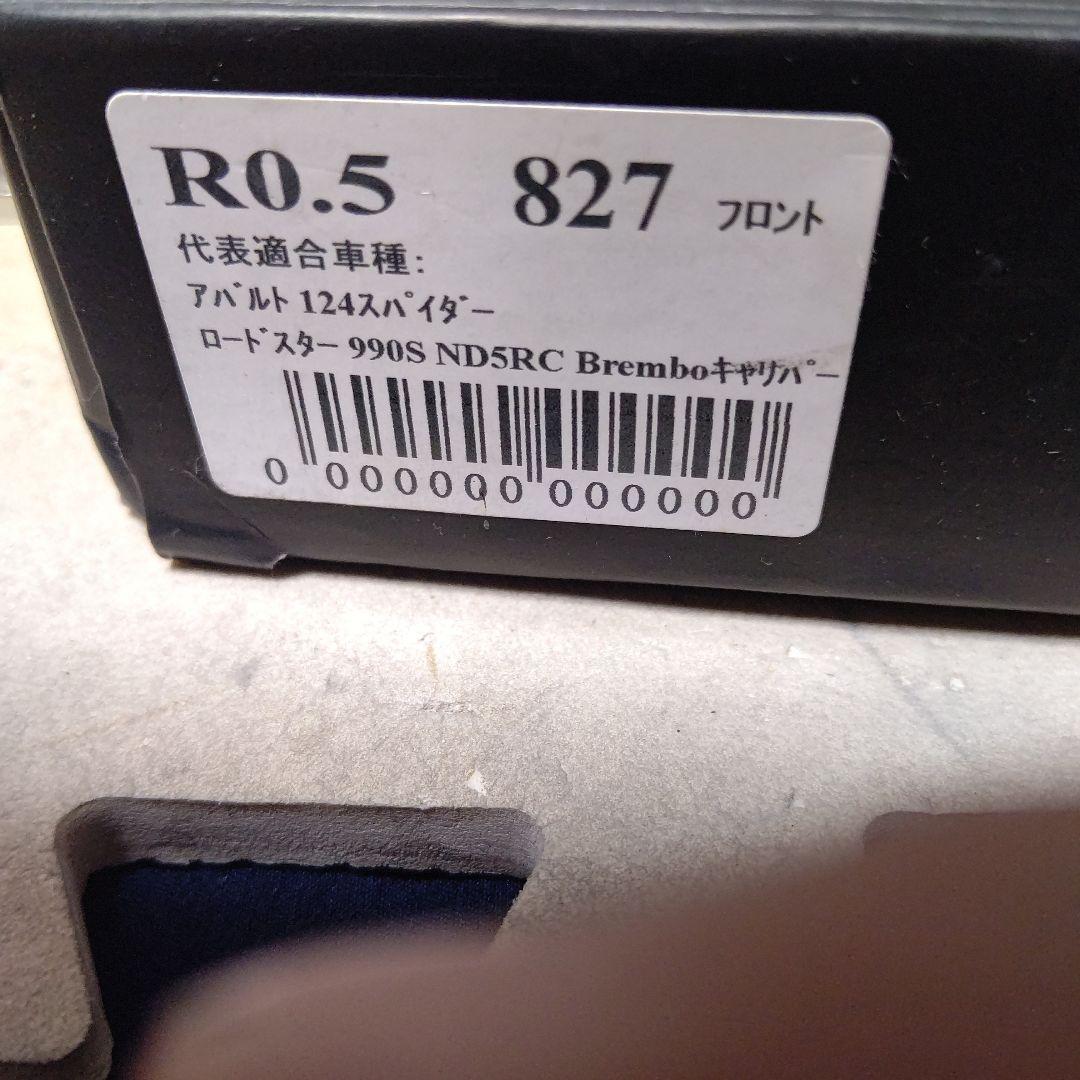 R0.5 827 フロント
代表適合車種:
アバルト 124スパイダー
ロードスター 990S ND5RC Bremboキャリパー
0 000000 000000